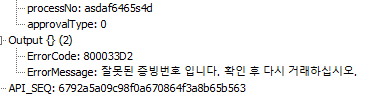 processNo: asdaf6465s4d
approvalType: 0
Output {} (2)
ErrorCode: 800033D2
ErrorMessage: 잘못된 증빙번호 입니다. 확인 후 다시 거래하십시오.
API_SEQ: 6792a5a09c98f0a670864f3a8b65b563